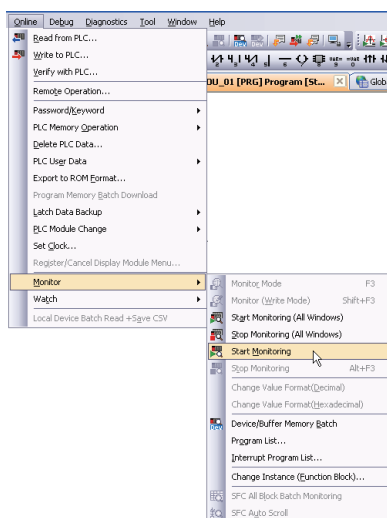 Online Debug Diagnostics Tool Window Help
Read from PLC...
Write to PLC...
Verify with PLC...
Remote Operation...
Password/Keyword
PLC Memory Operation
Delete PLC Data...
PLC User Data
Export to ROM Format...
Program Memory Batch Download
Latch Data Backup
PLC Module Change
Set Clock...
Register/Cancel Display Module Menu...
Monitor
Watch
Local Device Batch Read +Save CSV
OU_01 [PRG] Program [St... Glob
Monitor Mode F3
Monitor (Write Mode) Shift+F3
Start Monitoring (All Windows)
Stop Monitoring (All Windows)
Start Monitoring
Stop Monitoring Alt+F3
Change Value Format(Decimal)
Change Value Format(Hexadecimal)
Device/Buffer Memory Batch
Program List...
Interrupt Program List...
Change Instance (Function Block)...
SFC All Block Batch Monitoring
SFC Auto Scroll